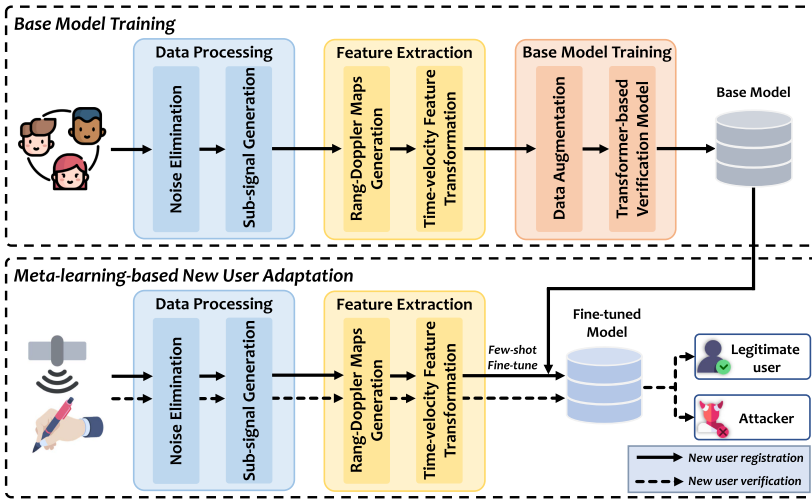 Base Model Training
Data Processing
Noise Elimination
Sub-signal Generation
Feature Extraction
Rang-Doppler Maps
Generation
Time-velocity Feature
Transformation
Base Model Training
Data Augmentation
Transformer-based
Verification Model
Base Model
Meta-learning-based New User Adaptation
Data Processing
Noise Elimination
Sub-signal Generation
Feature Extraction
Rang-Doppler Maps
Generation
Time-velocity Feature
Transformation
Few-shot
Fine-tune
Fine-tuned
Model
Legitimate
user
Attacker
New user registration
New user verification